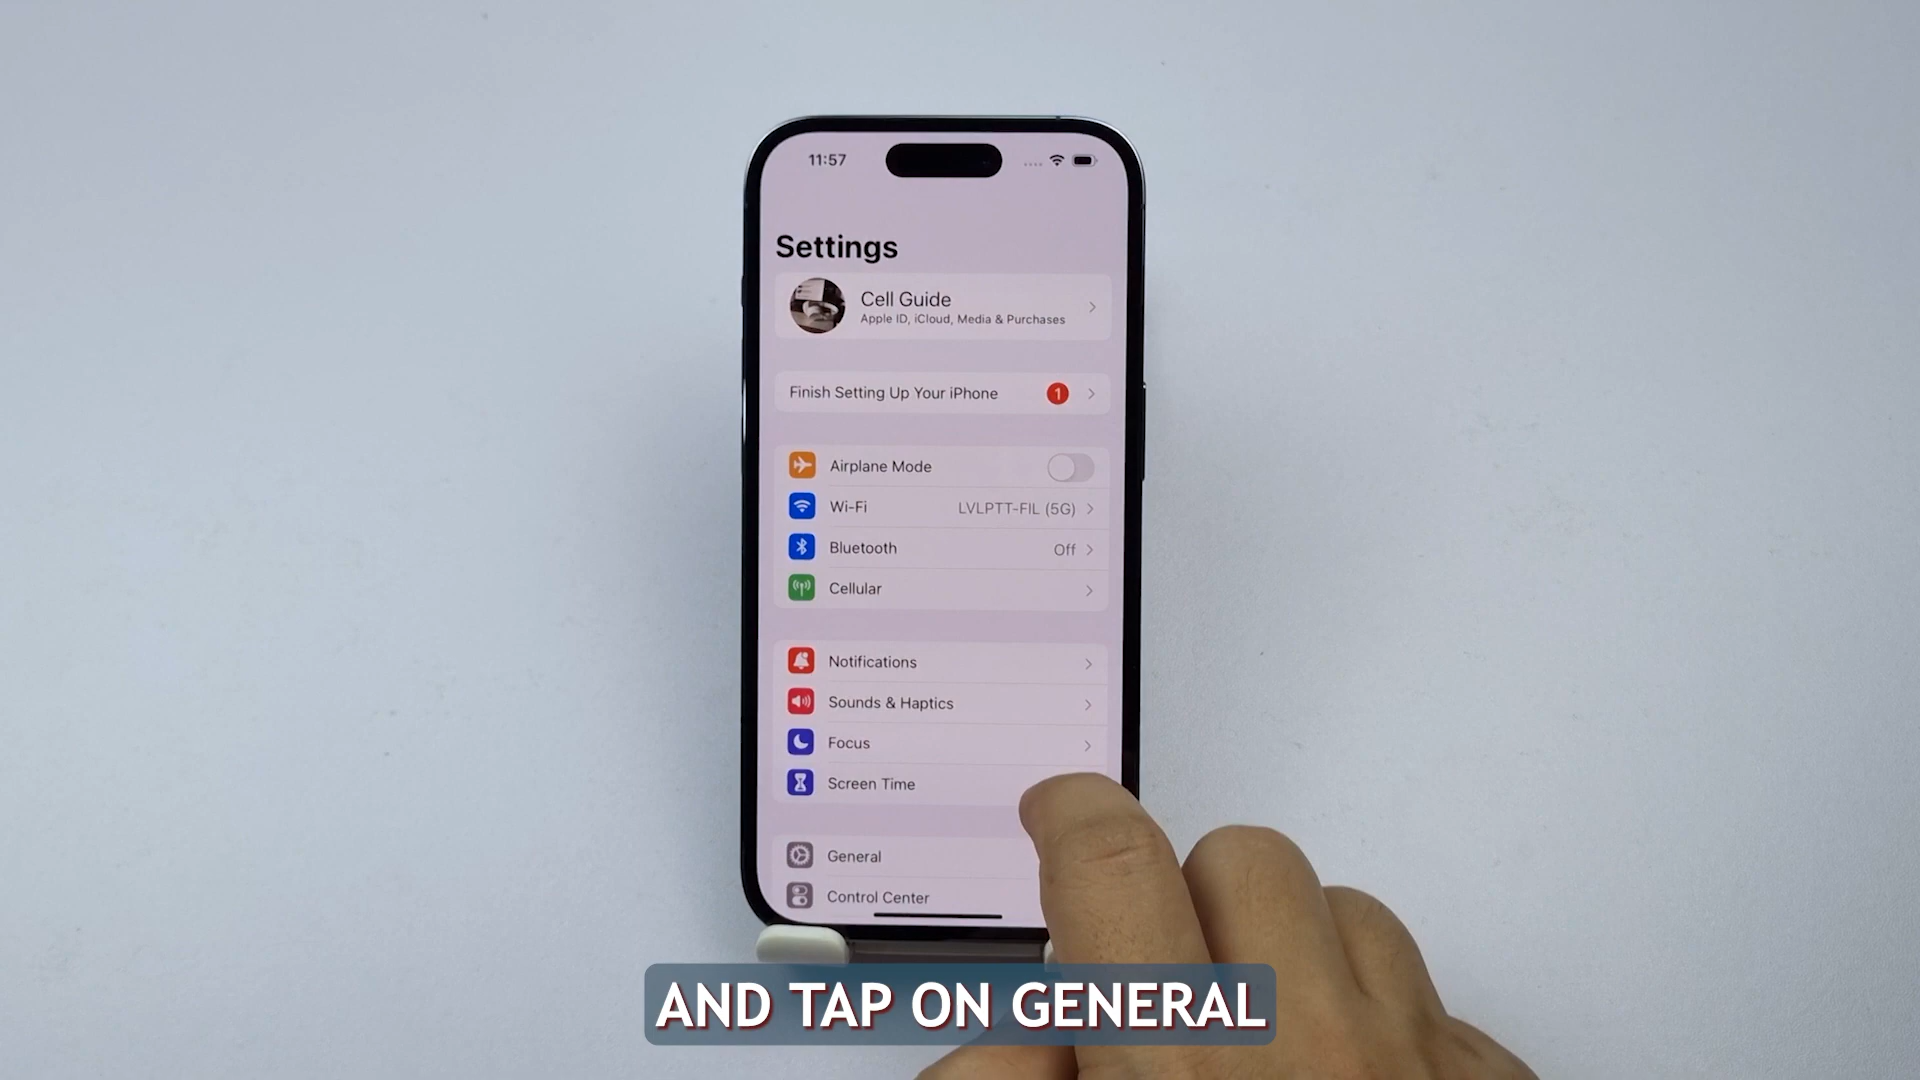 11:57
Settings
Cell Guide
Apple ID, iCloud, Media & Purchases
Finish Setting Up Your iPhone 1
Airplane Mode
Wi-Fi LVLPTT-FIL (5G)
Bluetooth Off
Cellular
Notifications
Sounds & Haptics
Focus
Screen Time
General
Control Center
AND TAP ON GENERAL